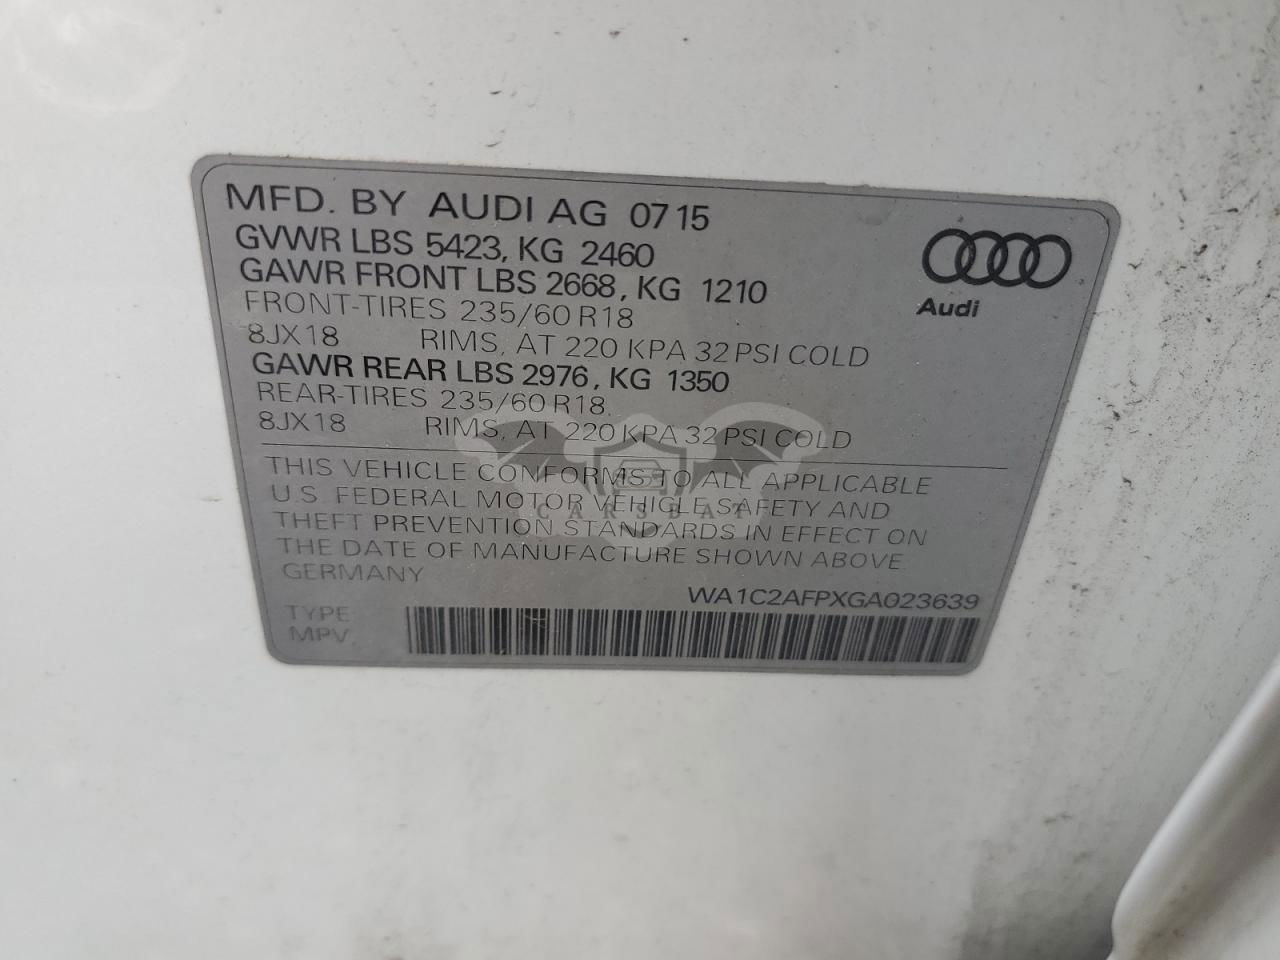 MFD. BY AUDI AG 0715
GVWR LBS 5423, KG 2460
GAWR FRONT LBS 2668, KG 1210
FRONT-TIRES 235/60 R18
8JX18 RIMS, AT 220 KPA 32 PSI COLD
GAWR REAR LBS 2976, KG 1350
REAR-TIRES 235/60 R18
8JX18 RIMS, AT 220 KPA 32 PSI COLD
Audi
THIS VEHICLE CONFORMS TO ALL APPLICABLE
U.S. FEDERAL MOTOR VEHICLE SAFETY AND
THEFT PREVENTION STANDARDS IN EFFECT ON
THE DATE OF MANUFACTURE SHOWN ABOVE.
GERMANY
WA1C2AFPXGA023639
TYPE
MPV
CARSBAT